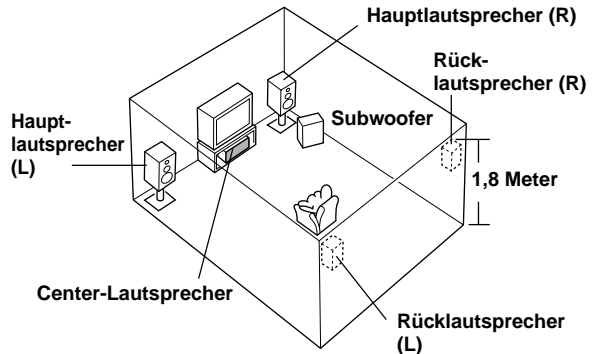 Hauptlautsprecher (R)
Rück-
lautsprecher (R)
Subwoofer
Haupt-
lautsprecher
(L)
1,8 Meter
Center-Lautsprecher
Rücklautsprecher
(L)